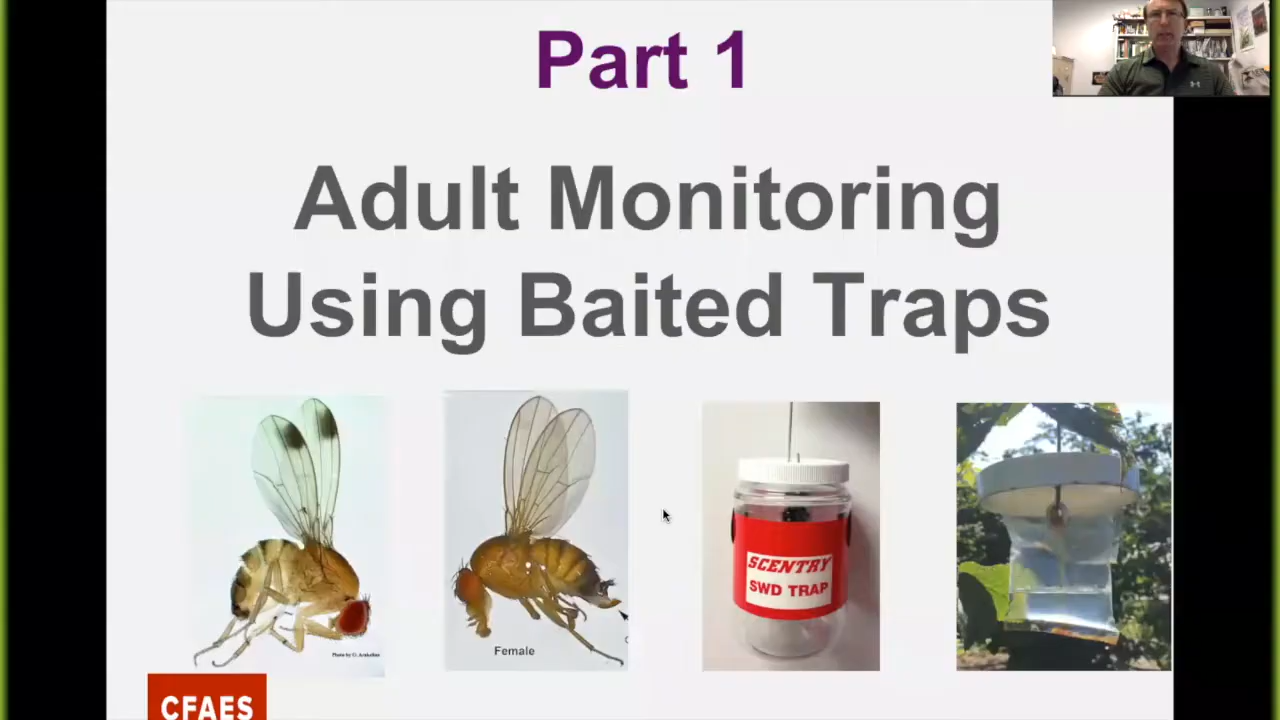 Part 1
Adult Monitoring
Using Baited Traps
SCENTRY
SWD TRAP
Female
CFAES